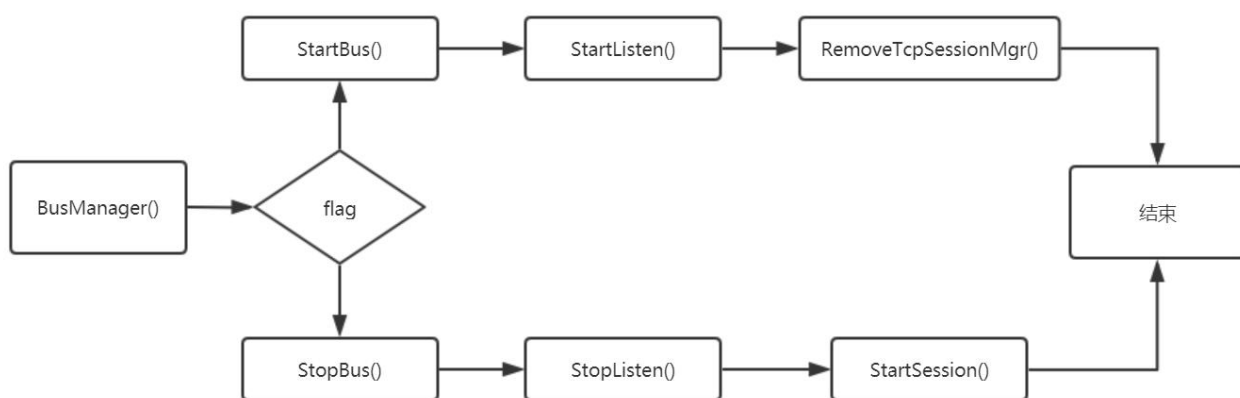 StartBus()
StartListen()
RemoveTcpSessionMgr()
BusManager()
flag
结束
StopBus()
StopListen()
StartSession()